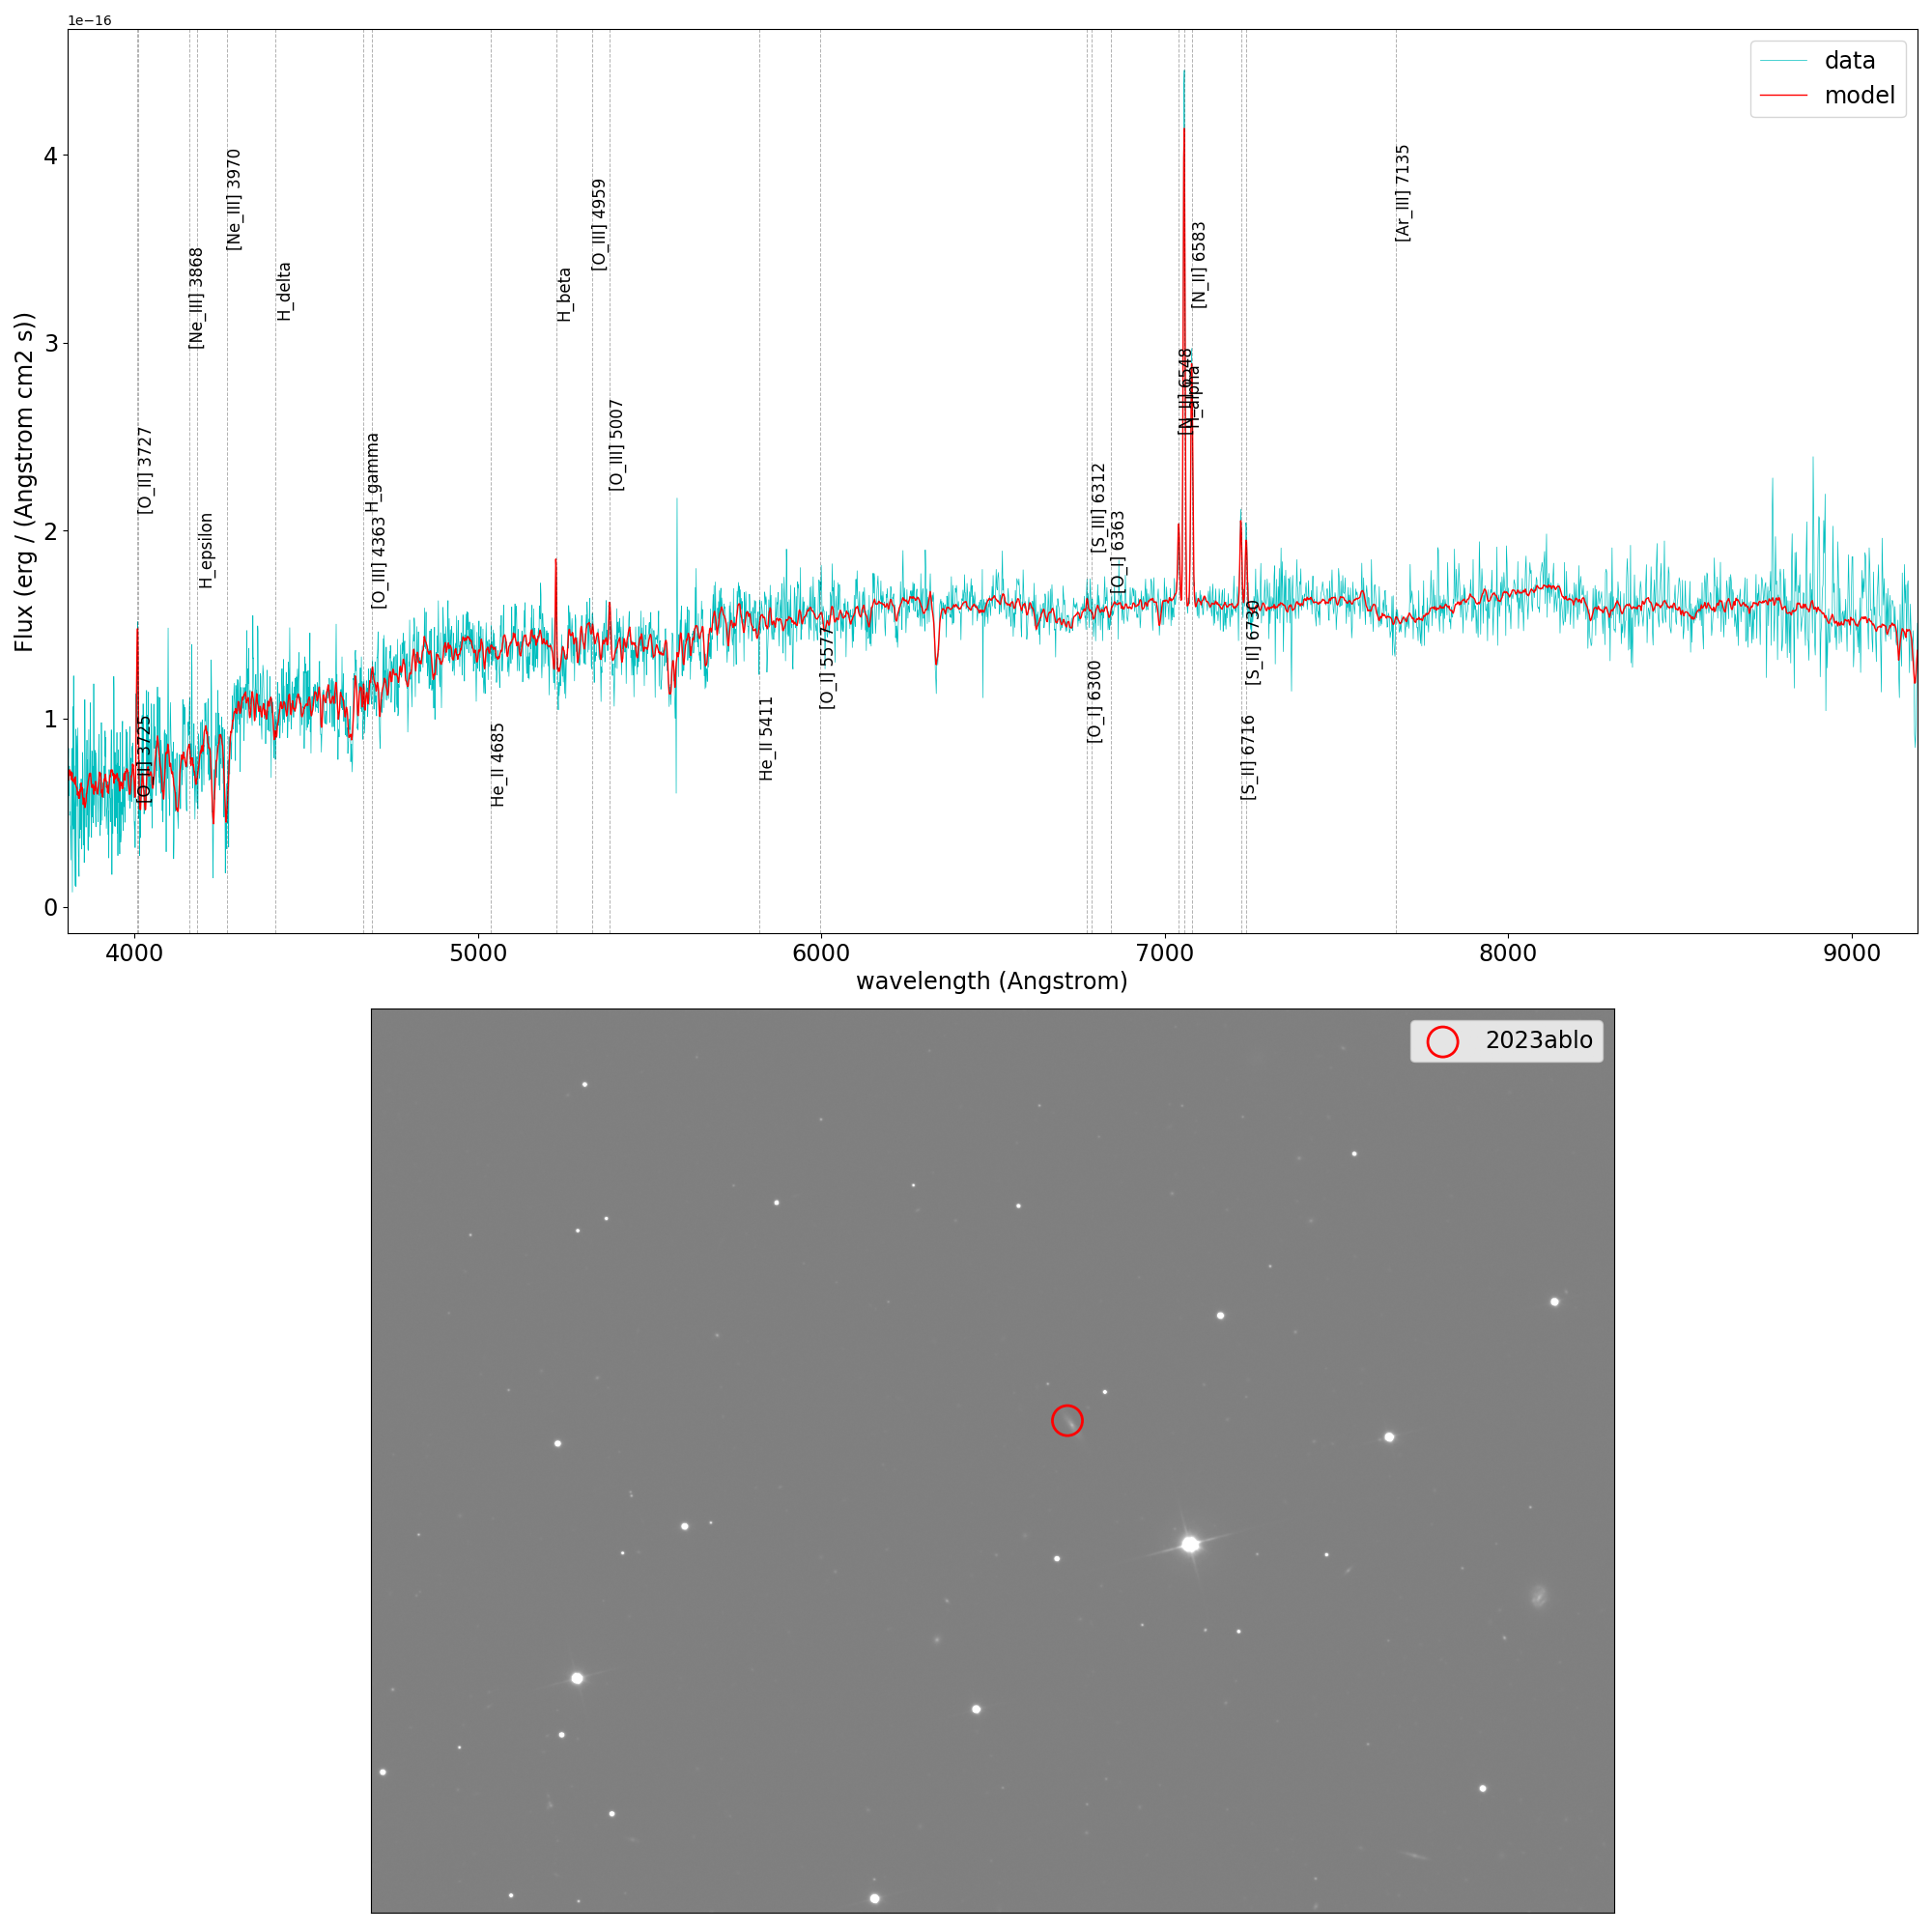 1e−16
data
model
[Ne_III] 3970
[O_III] 4959
[Ar_III] 7135
[Ne_III] 3868
H_delta
H_beta
[N_II] 6583
[N_II] 6548
H_alpha
[O_II] 3727
H_gamma
[O_III] 5007
[S_III] 6312
H_epsilon
[O_III] 4363
[O_I] 6363
[O_II] 3725
He_II 4685
He_II 5411
[O_I] 5577
[O_I] 6300
[S_II] 6730
[S_II] 6716
4
3
2
1
0
Flux (erg / (Angstrom cm2 s))
4000 5000 6000 7000 8000 9000
wavelength (Angstrom)
2023ablo